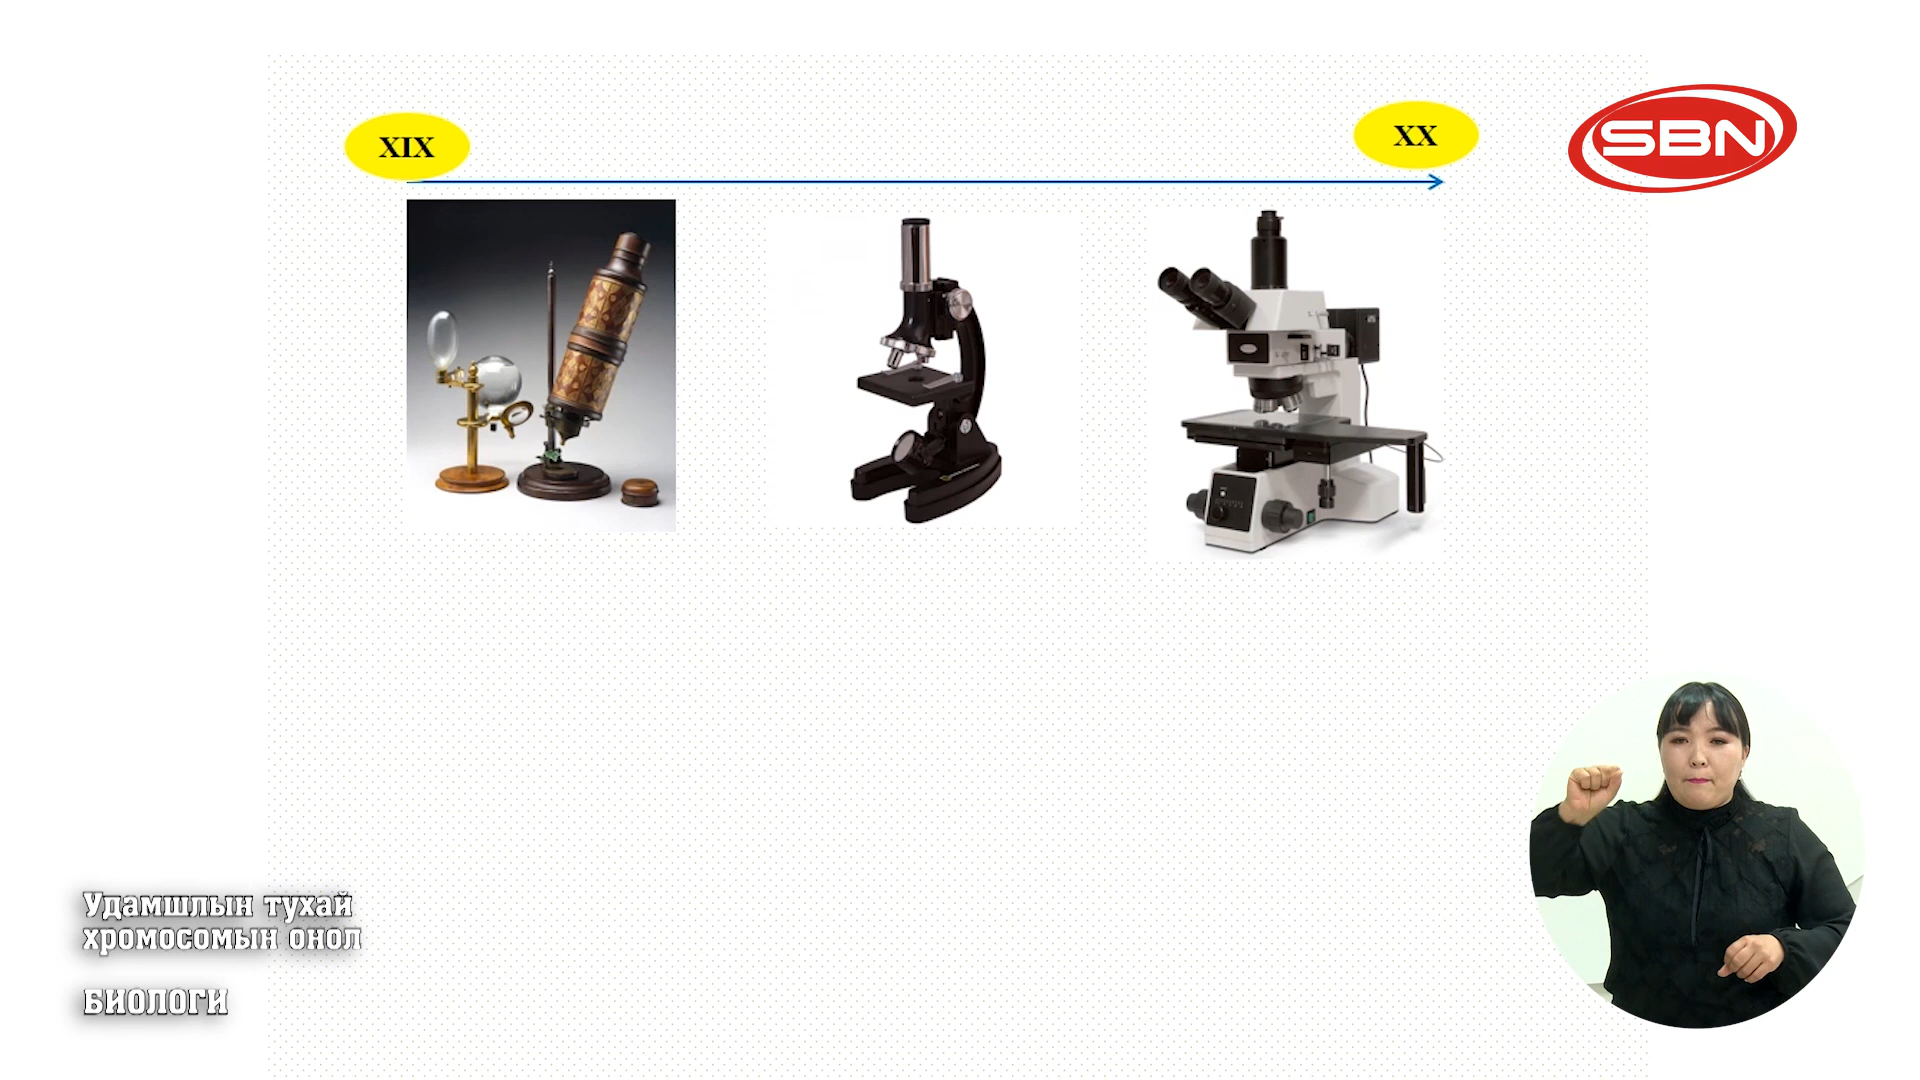 XIX
XX
SBN
Удамшлын тухай
хромосомын онол
БИОЛОГИ